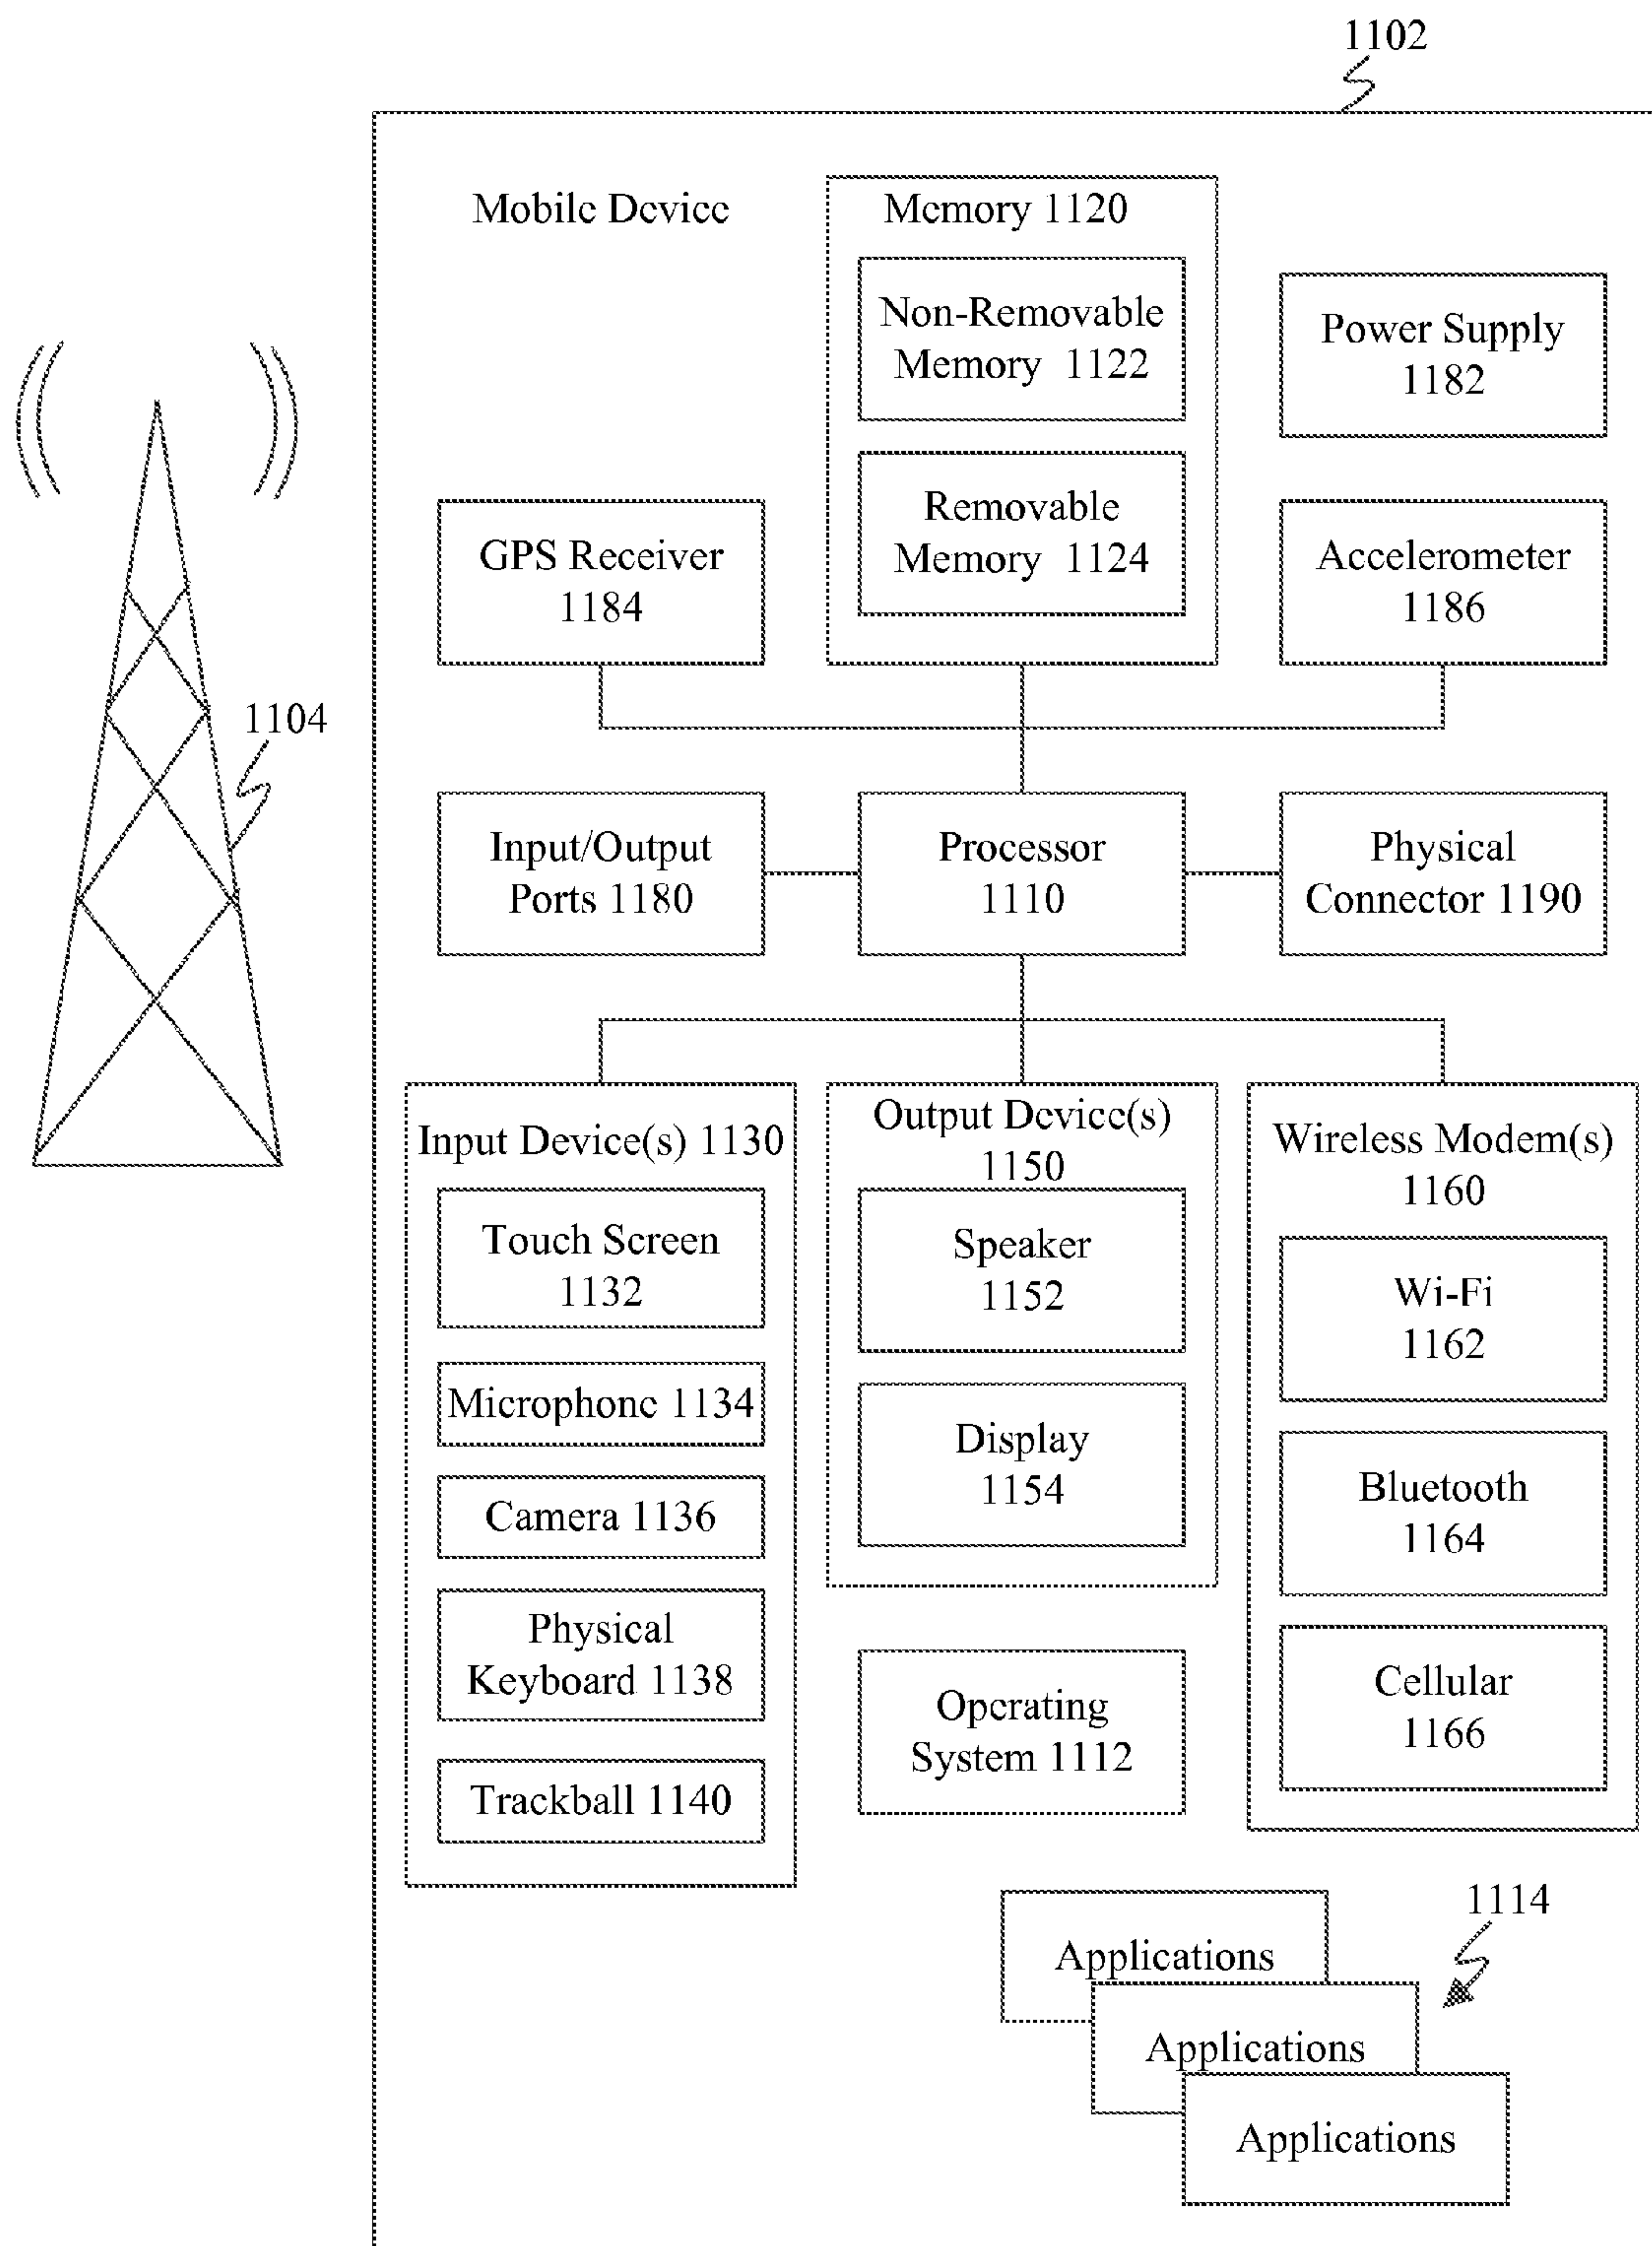 1102
Mobile Device
Memory 1120
Non-Removable
Memory 1122
Removable
Memory 1124
Power Supply
1182
GPS Receiver
1184
Accelerometer
1186
1104
Input/Output
Ports 1180
Processor
1110
Physical
Connector 1190
Input Device(s) 1130
Touch Screen
1132
Microphone 1134
Camera 1136
Physical
Keyboard 1138
Trackball 1140
Output Device(s)
1150
Speaker
1152
Display
1154
Operating
System 1112
Wireless Modem(s)
1160
Wi-Fi
1162
Bluetooth
1164
Cellular
1166
1114
Applications
Applications
Applications